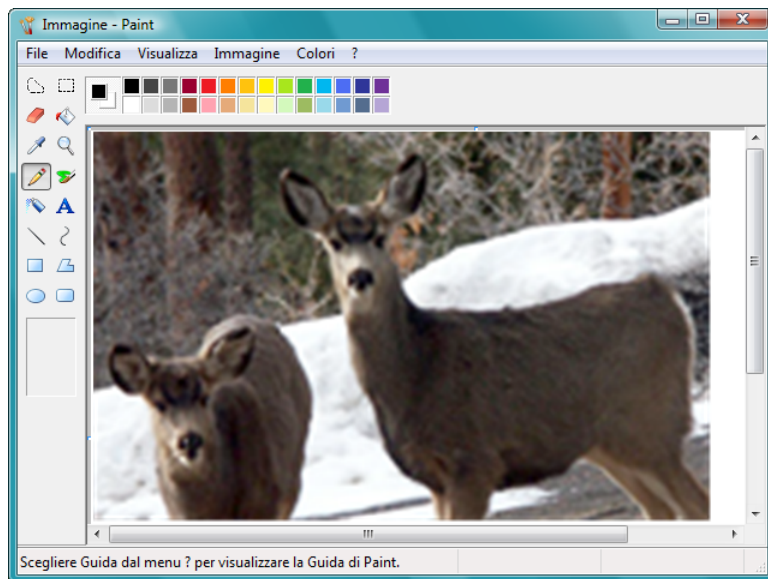 Immagine - Paint
File Modifica Visualizza Immagine Colori ?
A
Scegliere Guida dal menu ? per visualizzare la Guida di Paint.